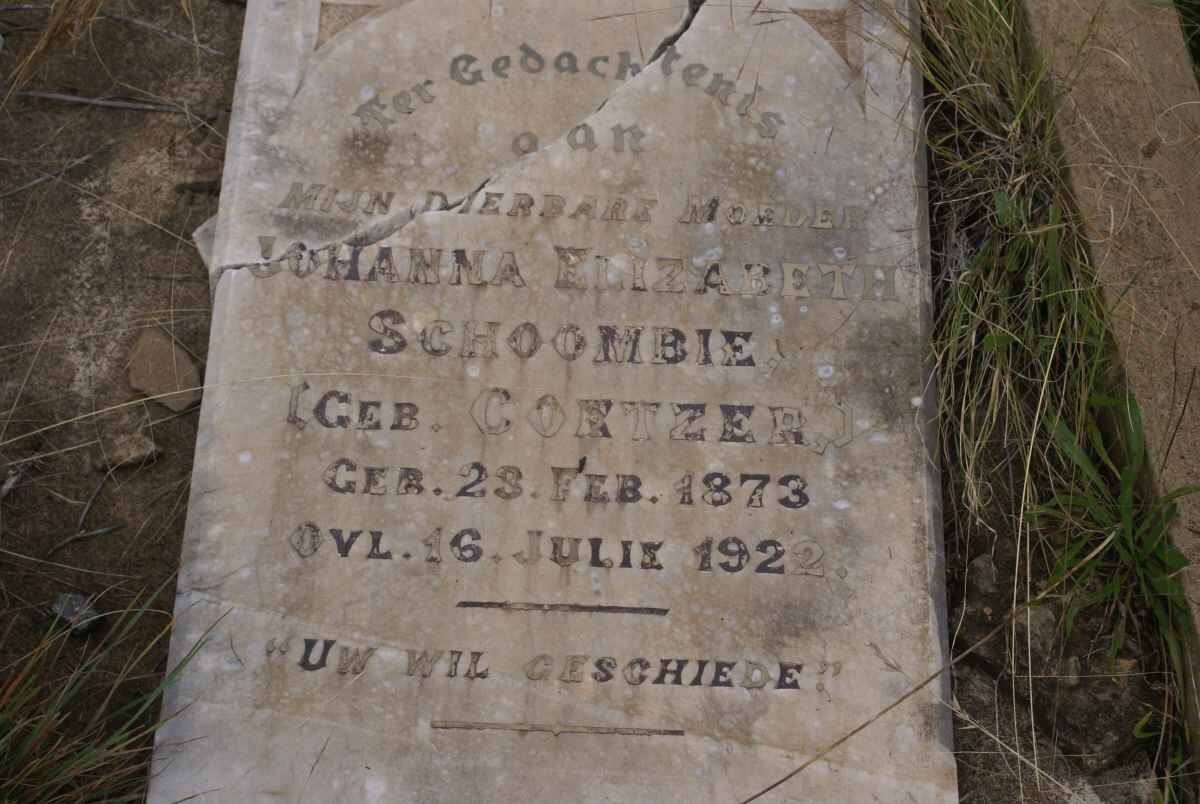 Ter Gedachtenis
aan
MIJN DIERBARE MOEDER
JOHANNA ELIZABETH
SCHOOMBIE,
(GEB. COETZER,)
GEB. 23. FEB. 1873
OVL. 16. JULIE 1922.
"UW WIL GESCHIEDE"